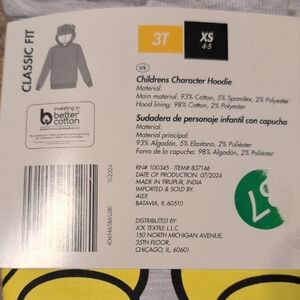 CLASSIC FIT
3T
XS
4-5
US
Childrens Character Hoodie
Material:
Main material: 93% Cotton, 5% Spandex, 2% Polyester
Hood lining: 98% Cotton, 2% Polyester
investing in
better
cotton
Sudadera de personaje infantil con capucha
Material:
Material principal:
93% Algodón, 5% Elastano, 2% Poliéster
Forro de la capucha: 98% Algodón, 2% Poliéster
RN# 100345 - ITEM# 837146
DATE OF PRODUCTION: 07/2024
MADE IN TIRUPUR, INDIA
IMPORTED & SOLD BY:
ALDI
BATAVIA, IL 60510
DISTRIBUTED BY:
JCK TEXTILE L.L.C
150 NORTH MICHIGAN AVENUE,
35TH FLOOR,
CHICAGO, IL 60601
11/2024